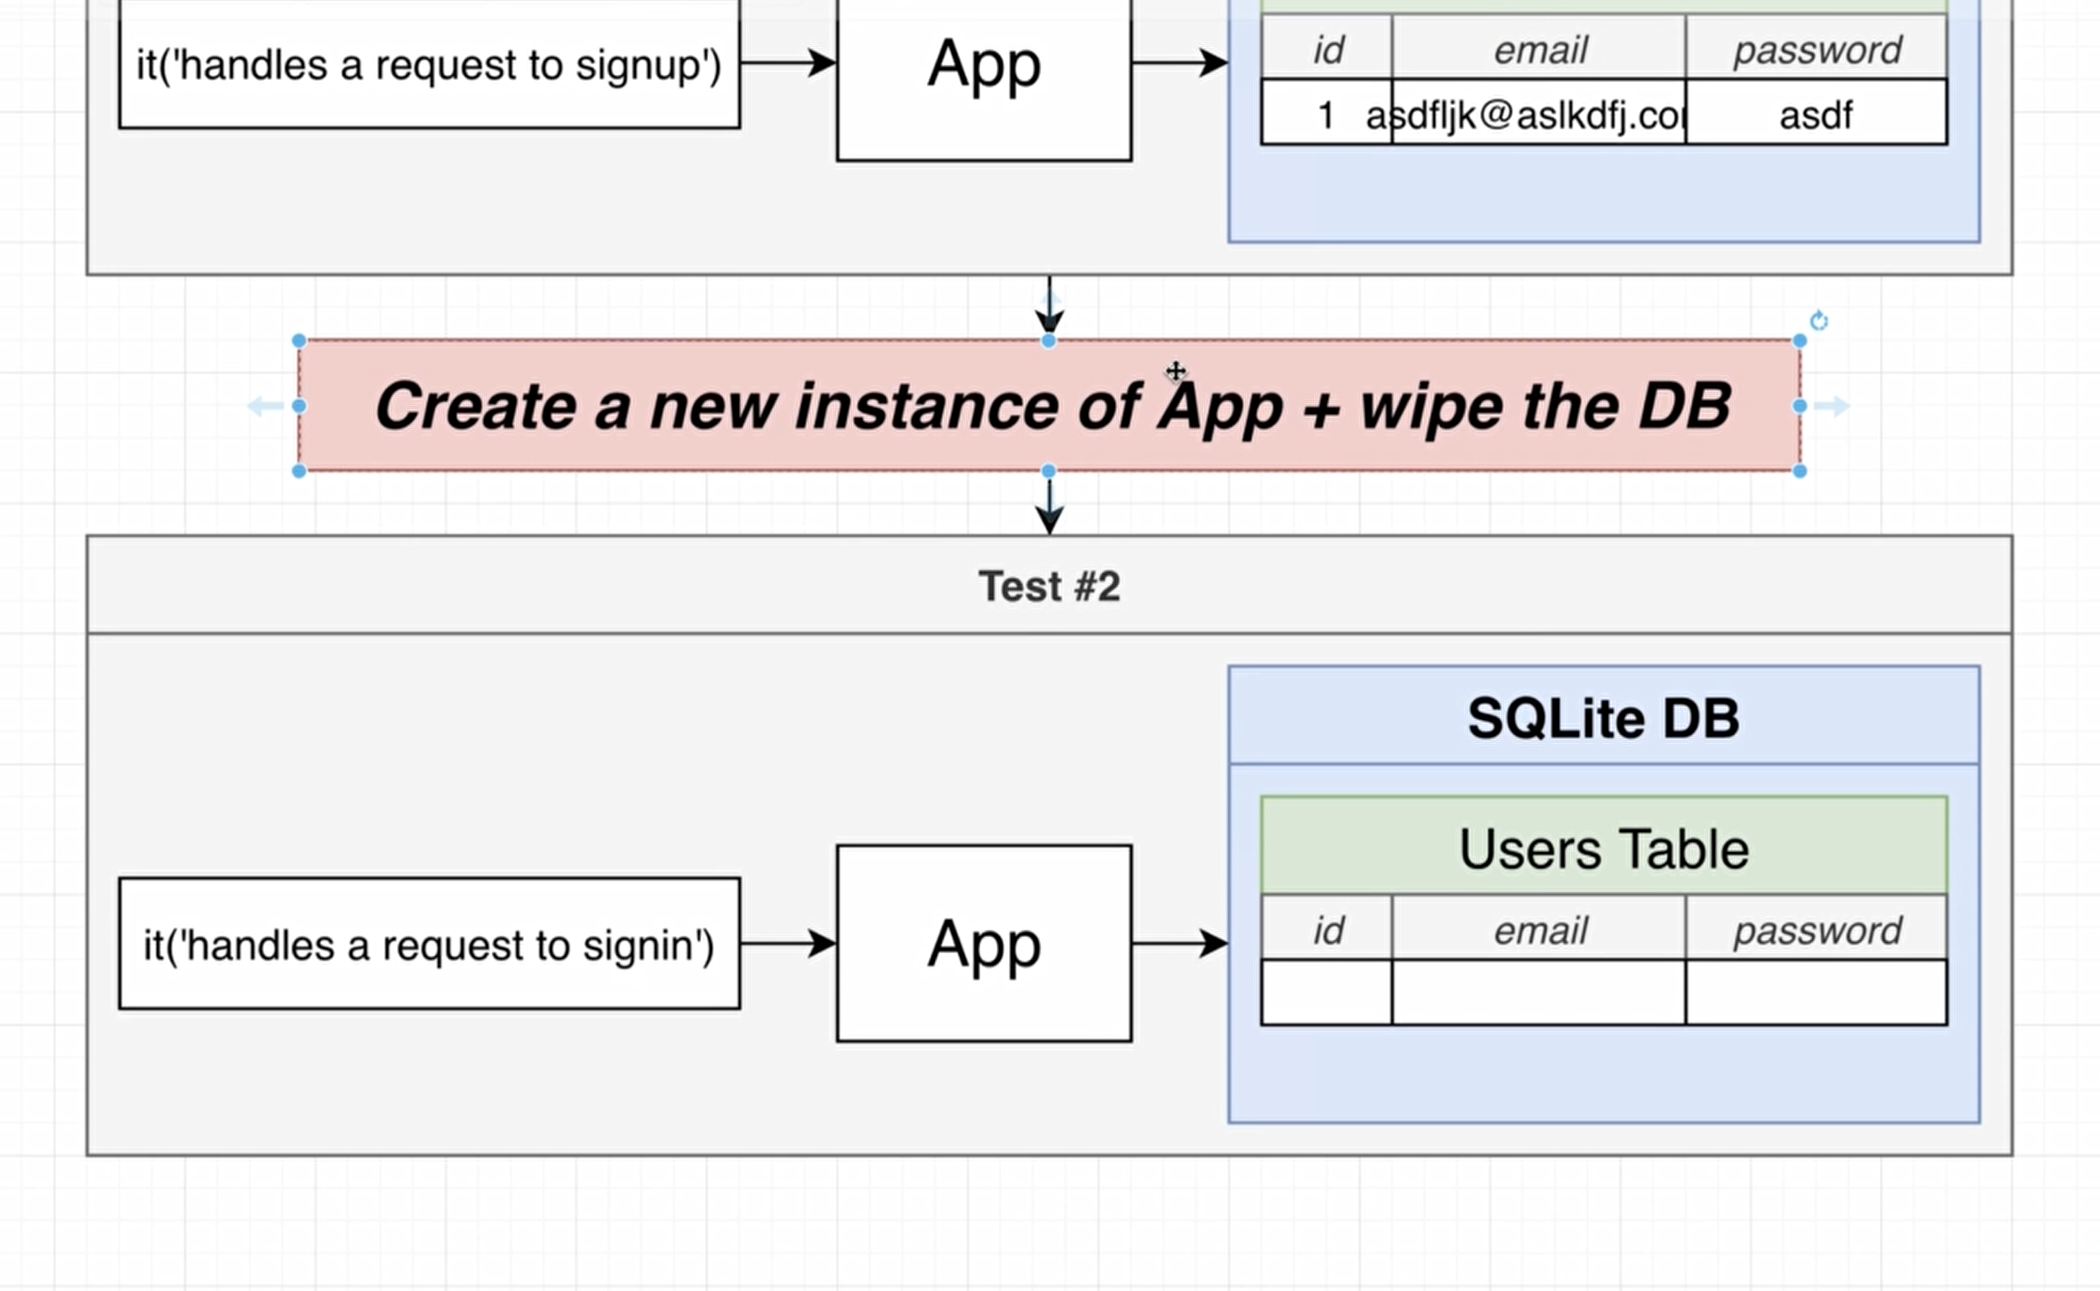 it('handles a request to signup')
App
id email password
1 asdfljk@aslkdfj.co asdf
Create a new instance of App + wipe the DB
Test #2
SQLite DB
Users Table
it('handles a request to signin')
App
id email password